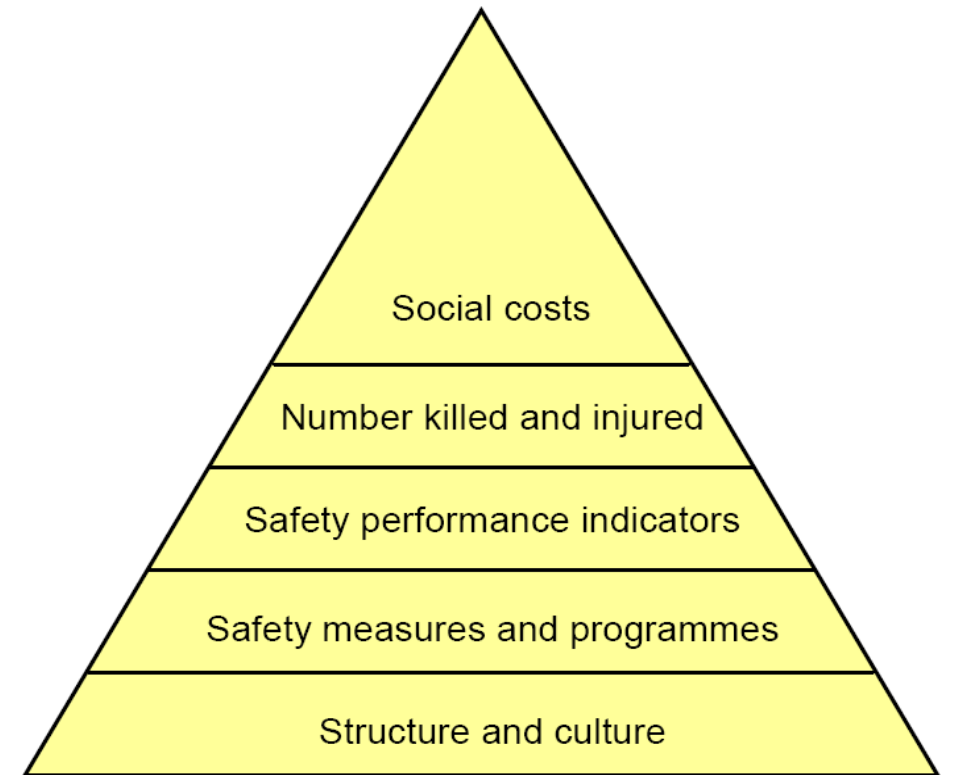 Social costs
Number killed and injured
Safety performance indicators
Safety measures and programmes
Structure and culture